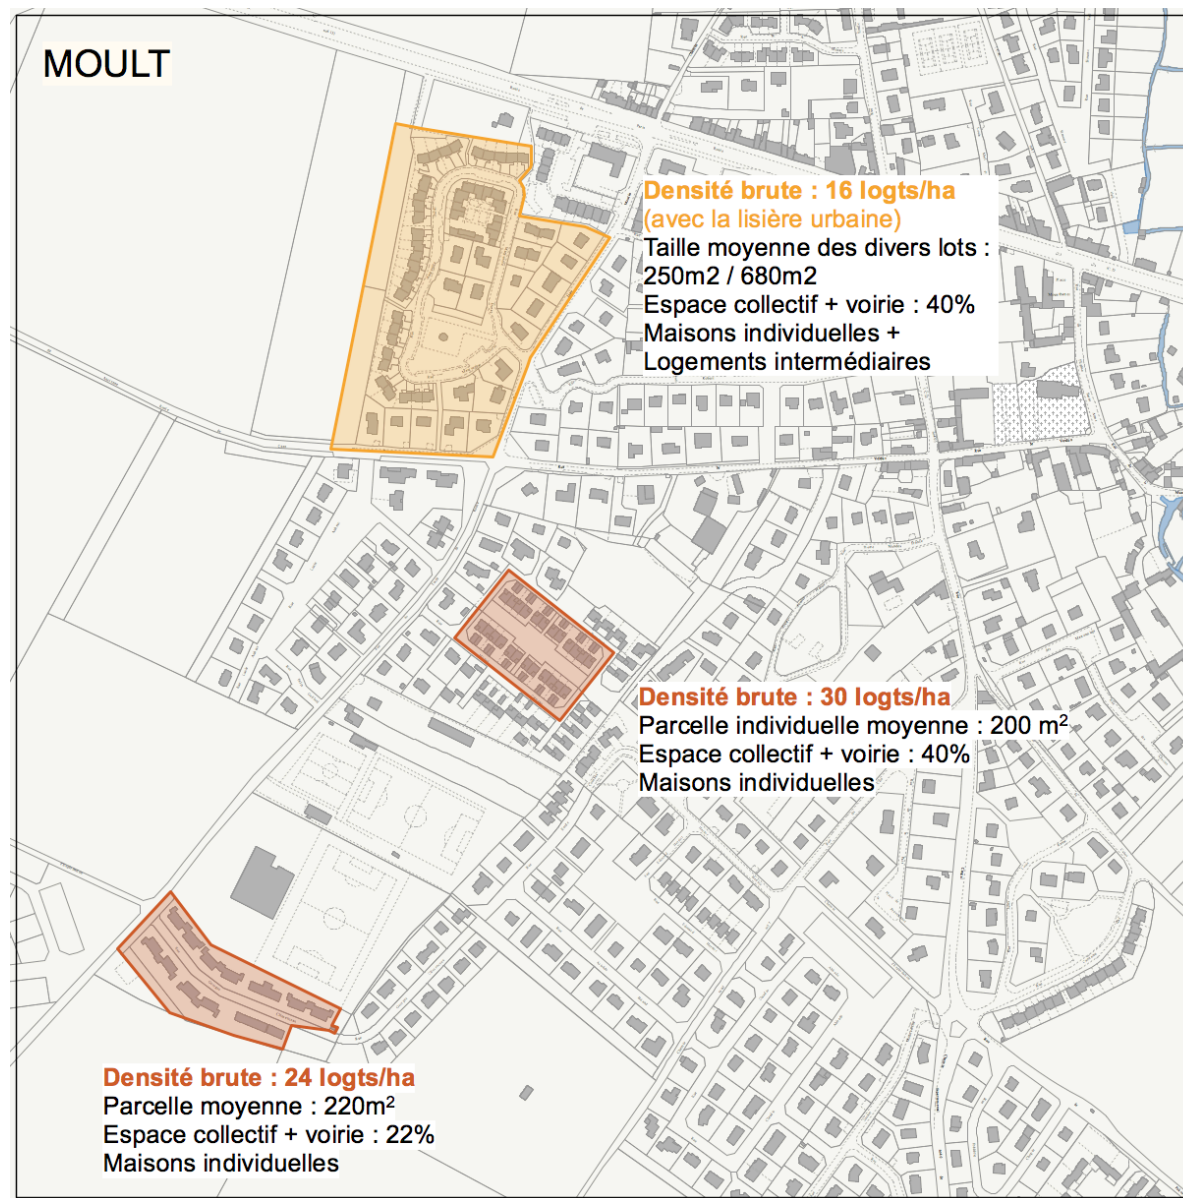 MOULT
Densité brute : 16 logts/ha
(avec la lisière urbaine)
Taille moyenne des divers lots :
250m2 / 680m2
Espace collectif + voirie : 40%
Maisons individuelles +
Logements intermédiaires
Densité brute : 30 logts/ha
Parcelle individuelle moyenne : 200 m²
Espace collectif + voirie : 40%
Maisons individuelles
Densité brute : 24 logts/ha
Parcelle moyenne : 220m²
Espace collectif + voirie : 22%
Maisons individuelles